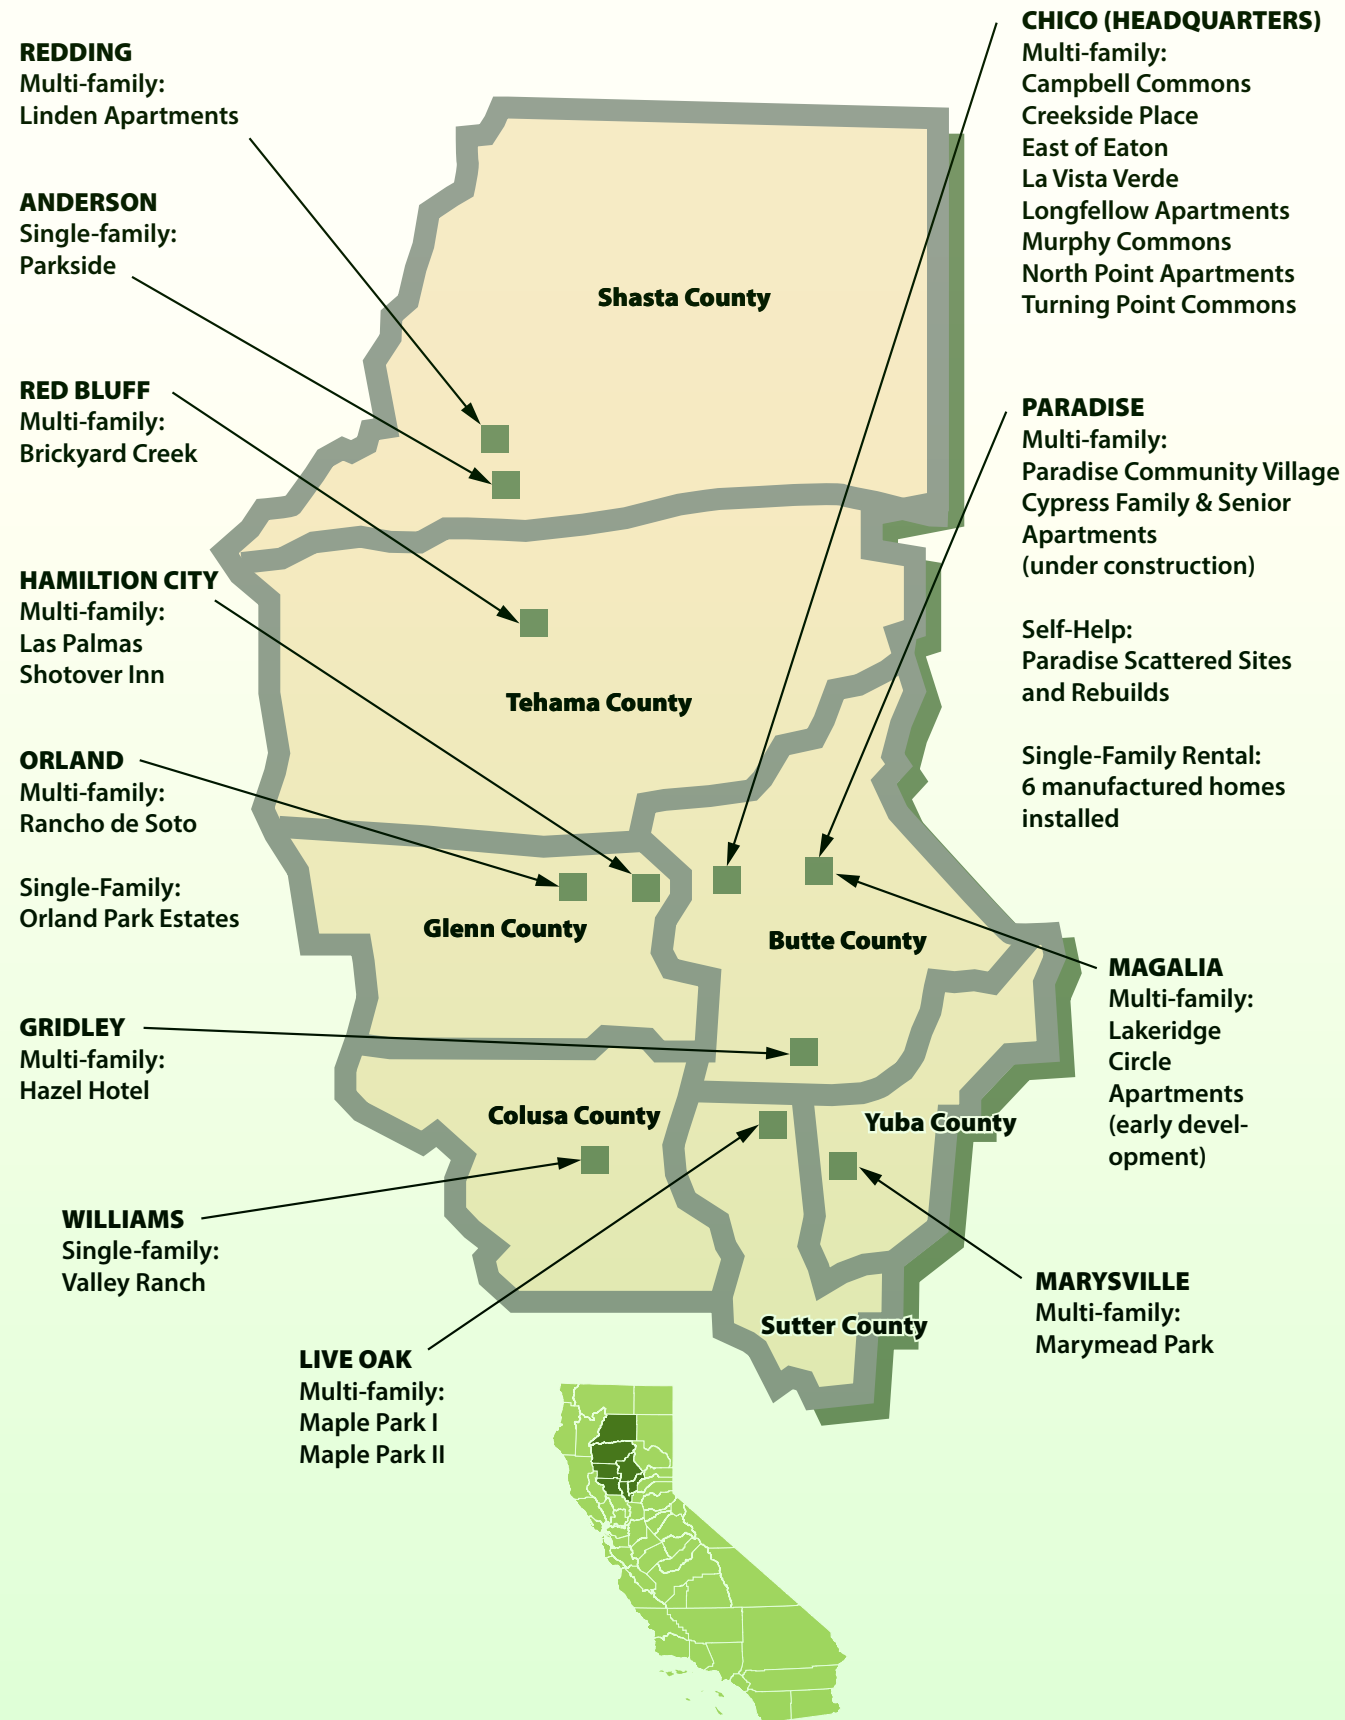 REDDING
Multi-family:
Linden Apartments
ANDERSON
Single-family:
Parkside
RED BLUFF
Multi-family:
Brickyard Creek
HAMILTION CITY
Multi-family:
Las Palmas
Shotover Inn
ORLAND
Multi-family:
Rancho de Soto
Single-Family:
Orland Park Estates
GRIDLEY
Multi-family:
Hazel Hotel
WILLIAMS
Single-family:
Valley Ranch
LIVE OAK
Multi-family:
Maple Park I
Maple Park II
Shasta County
Tehama County
Glenn County
Butte County
Colusa County
Yuba County
Sutter County
CHICO (HEADQUARTERS)
Multi-family:
Campbell Commons
Creekside Place
East of Eaton
La Vista Verde
Longfellow Apartments
Murphy Commons
North Point Apartments
Turning Point Commons
PARADISE
Multi-family:
Paradise Community Village
Cypress Family & Senior
Apartments
(under construction)
Self-Help:
Paradise Scattered Sites
and Rebuilds
Single-Family Rental:
6 manufactured homes
installed
MAGALIA
Multi-family:
Lakeridge
Circle
Apartments
(early devel-
opment)
MARYSVILLE
Multi-family:
Marymead Park